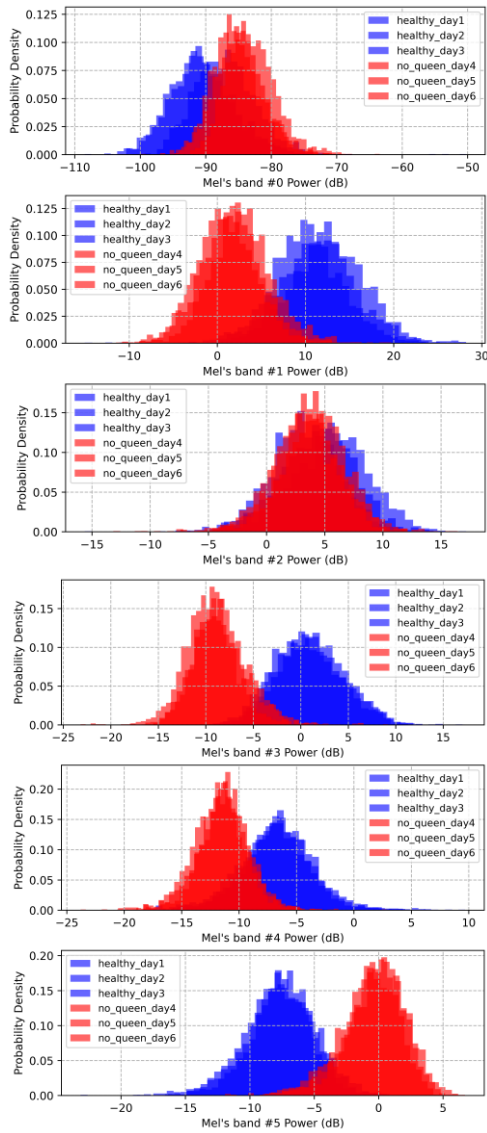 0.125
0.100
0.075
0.050
0.025
0.000
Probability Density
healthy_day1
healthy_day2
healthy_day3
no_queen_day4
no_queen_day5
no_queen_day6
−110 −100 −90 −80 −70 −60 −50
Mel's band #0 Power (dB)
0.125
0.100
0.075
0.050
0.025
0.000
Probability Density
healthy_day1
healthy_day2
healthy_day3
no_queen_day4
no_queen_day5
no_queen_day6
−10 0 10 20 30
Mel's band #1 Power (dB)
0.15
0.10
0.05
0.00
Probability Density
healthy_day1
healthy_day2
healthy_day3
no_queen_day4
no_queen_day5
no_queen_day6
−15 −10 −5 0 5 10 15
Mel's band #2 Power (dB)
0.15
0.10
0.05
0.00
Probability Density
healthy_day1
healthy_day2
healthy_day3
no_queen_day4
no_queen_day5
no_queen_day6
−25 −20 −15 −10 −5 0 5 10 15
Mel's band #3 Power (dB)
0.20
0.15
0.10
0.05
0.00
Probability Density
healthy_day1
healthy_day2
healthy_day3
no_queen_day4
no_queen_day5
no_queen_day6
−25 −20 −15 −10 −5 0 5 10
Mel's band #4 Power (dB)
0.20
0.15
0.10
0.05
0.00
Probability Density
healthy_day1
healthy_day2
healthy_day3
no_queen_day4
no_queen_day5
no_queen_day6
−20 −15 −10 −5 0 5
Mel's band #5 Power (dB)